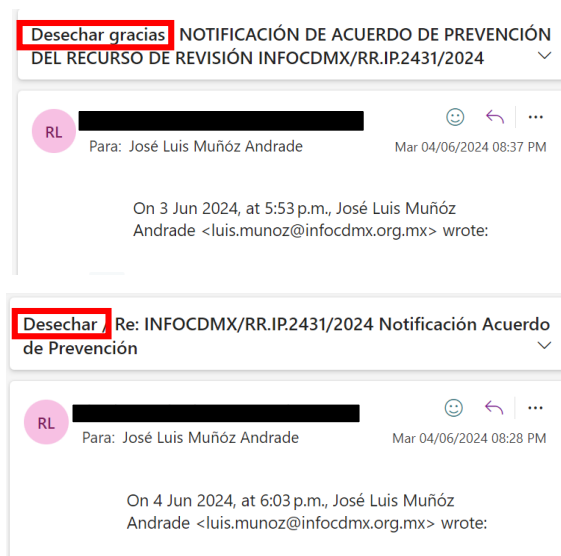 Desechar gracias / NOTIFICACIÓN DE ACUERDO DE PREVENCIÓN
DEL RECURSO DE REVISIÓN INFOCDMX/RR.IP.2431/2024
RL
Para: José Luis Muñóz Andrade
Mar 04/06/2024 08:37 PM
On 3 Jun 2024, at 5:53 p.m., José Luis Muñóz
Andrade <luis.munoz@infocdmx.org.mx> wrote:
Desechar / Re: INFOCDMX/RR.IP.2431/2024 Notificación Acuerdo
de Prevención
RL
Para: José Luis Muñóz Andrade
Mar 04/06/2024 08:28 PM
On 4 Jun 2024, at 6:03 p.m., José Luis Muñóz
Andrade <luis.munoz@infocdmx.org.mx> wrote: